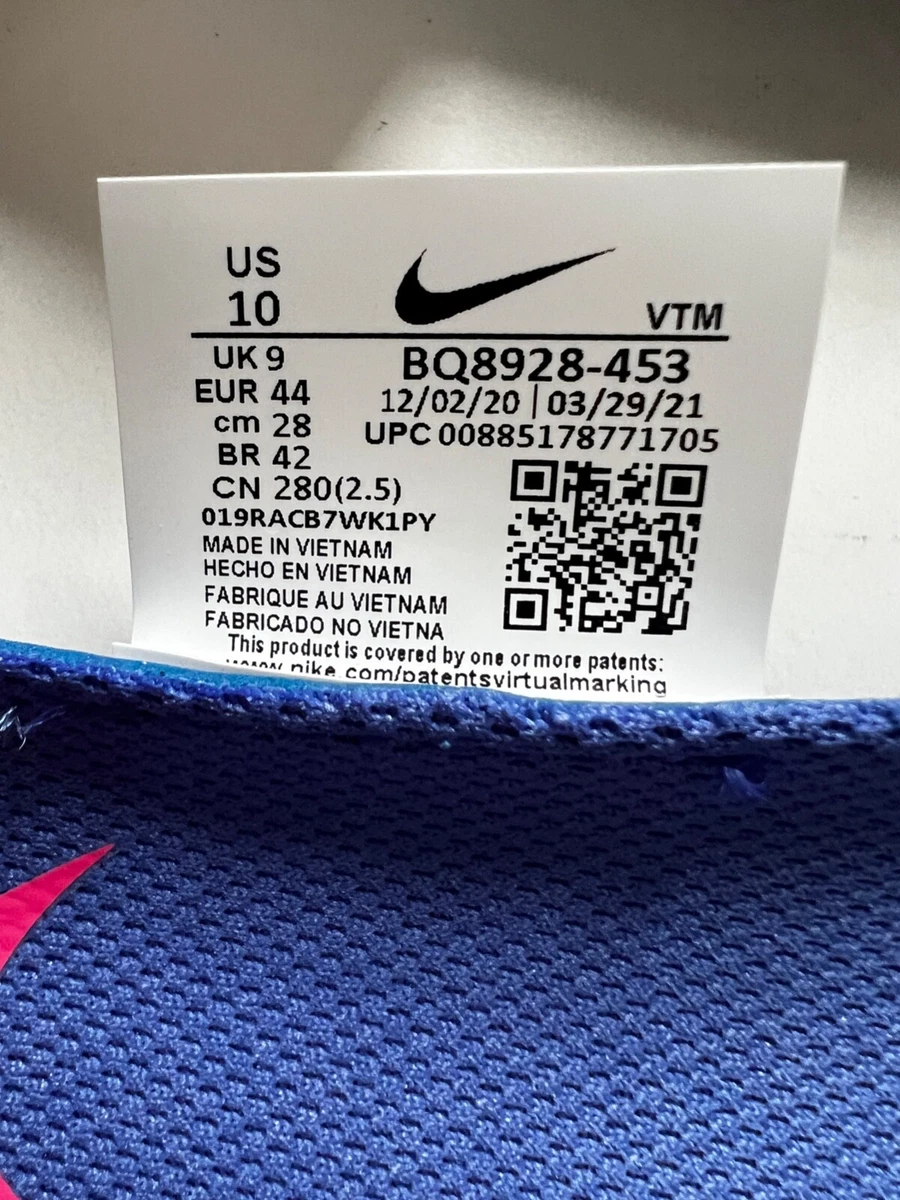 US
10
VTM
UK 9
EUR 44
cm 28
BR 42
CN 280(2.5)
BQ8928-453
12/02/20 | 03/29/21
UPC 00885178771705
019RACB7WK1PY
MADE IN VIETNAM
HECHO EN VIETNAM
FABRIQUE AU VIETNAM
FABRICADO NO VIETNA
This product is covered by one or more patents:
www.nike.com/patentsvirtualmarking